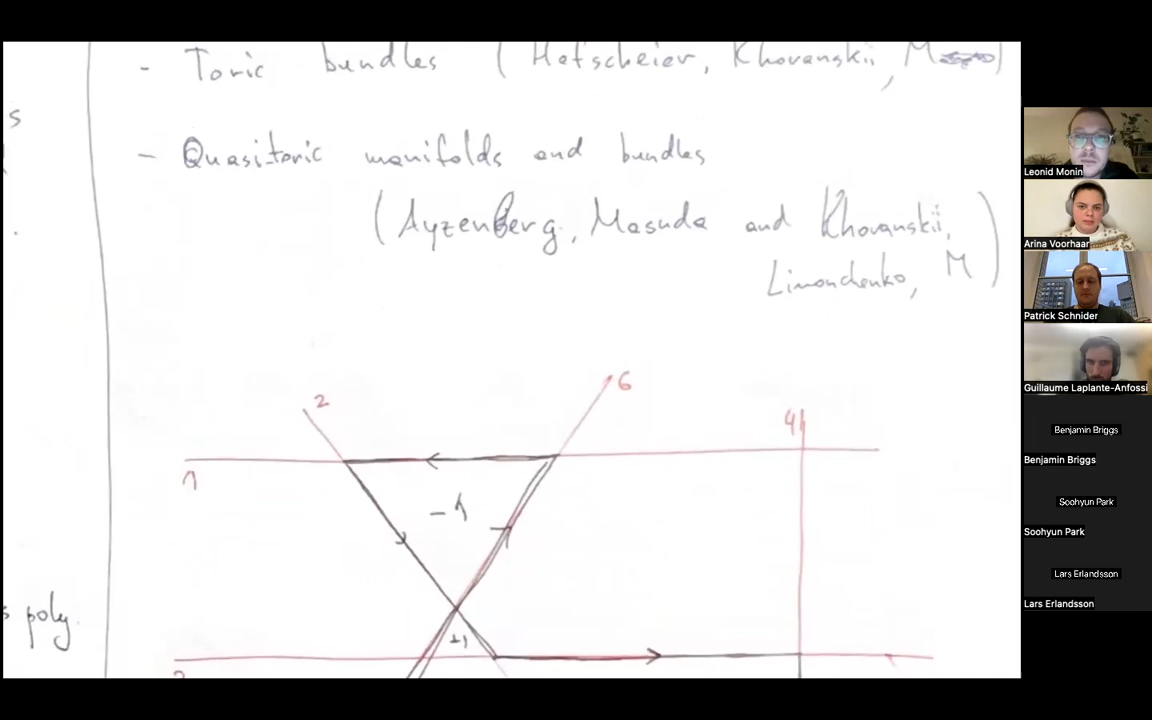 - Toric bundles (Hofscheier, Khovanskii, M)
- Quasitoric manifolds and bundles
(Ayzenberg, Masuda and Khovanskii,
Limonchenko, M)
s
.
2
6
4
1
-1
+1
s poly.
Leonid Monin
Arina Voorhaar
Patrick Schnider
Guillaume Laplante-Anfossi
Benjamin Briggs
Benjamin Briggs
Soohyun Park
Soohyun Park
Lars Erlandsson
Lars Erlandsson